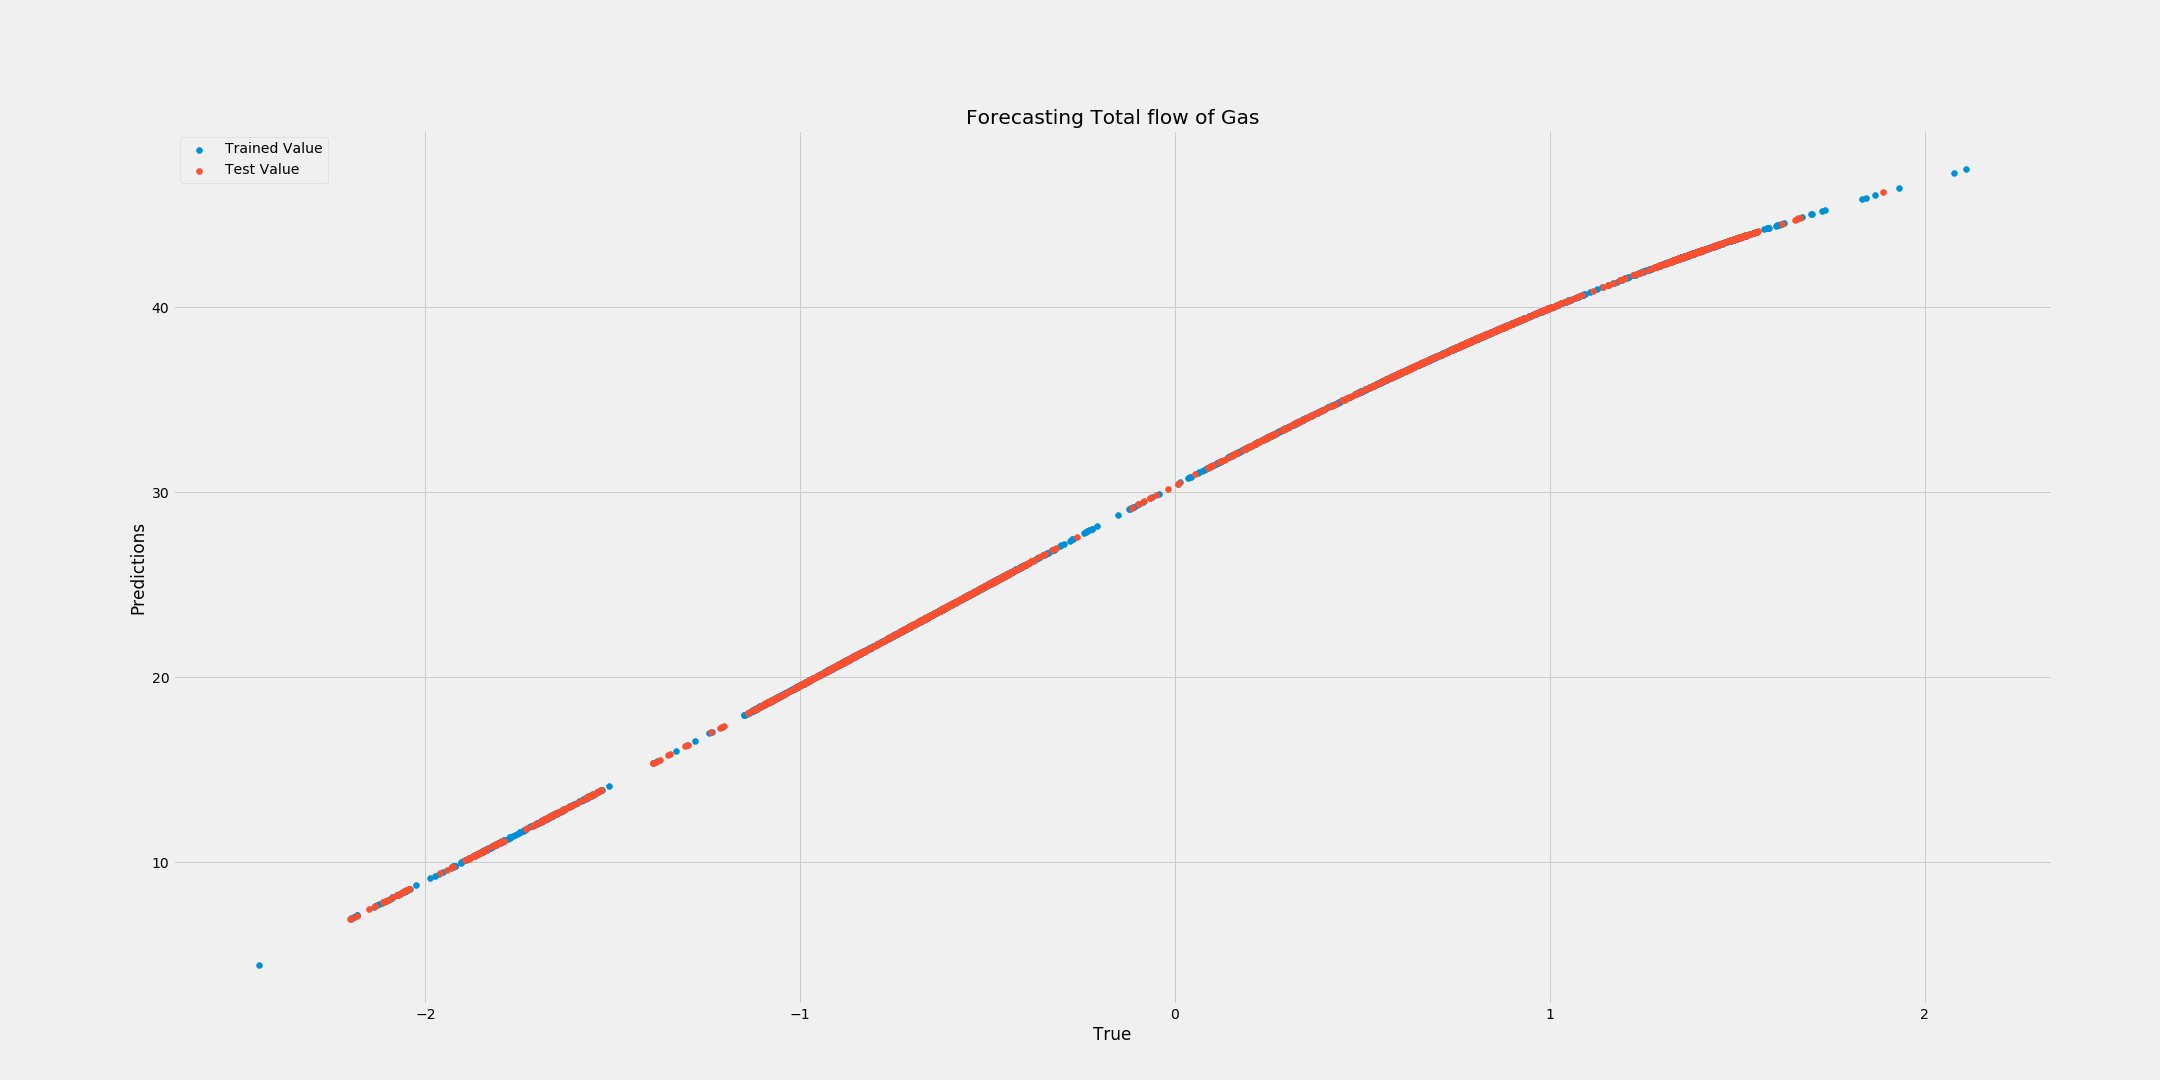 Forecasting Total flow of Gas
Trained Value
Test Value
40
30
20
10
Predictions
−2
−1
0
1
2
True